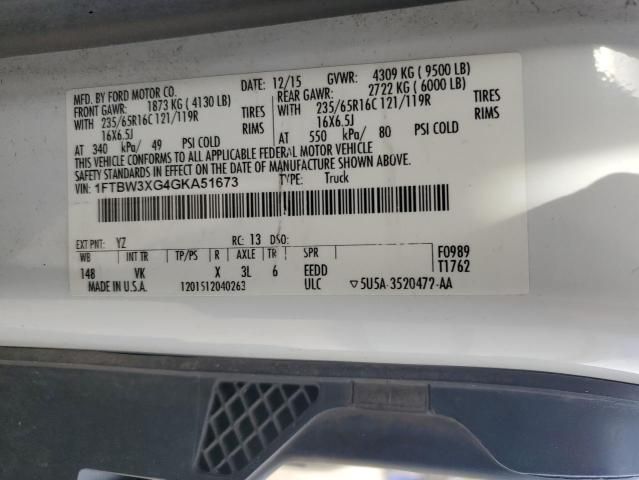 MFD. BY FORD MOTOR CO.
DATE: 12/15 GVWR: 4309 KG ( 9500 LB)
FRONT GAWR: 1873 KG ( 4130 LB) REAR GAWR: 2722 KG ( 6000 LB)
WITH 235/65R16C 121/119R TIRES WITH 235/65R16C 121/119R TIRES
16X6.5J RIMS 16X6.5J RIMS
AT 340 kPa/ 49 PSI COLD AT 550 kPa/ 80 PSI COLD
THIS VEHICLE CONFORMS TO ALL APPLICABLE FEDERAL MOTOR VEHICLE
SAFETY STANDARDS IN EFFECT ON THE DATE OF MANUFACTURE SHOWN ABOVE.
VIN: 1FTBW3XG4GKA51673 TYPE: Truck
EXT PNT: YZ RC: 13 DSO:
WB INT TR TP/PS R AXLE TR SPR F0989
148 VK X 3L 6 EEDD T1762
MADE IN U.S.A. 1201512040263 ULC ▽5U5A-3520472-AA